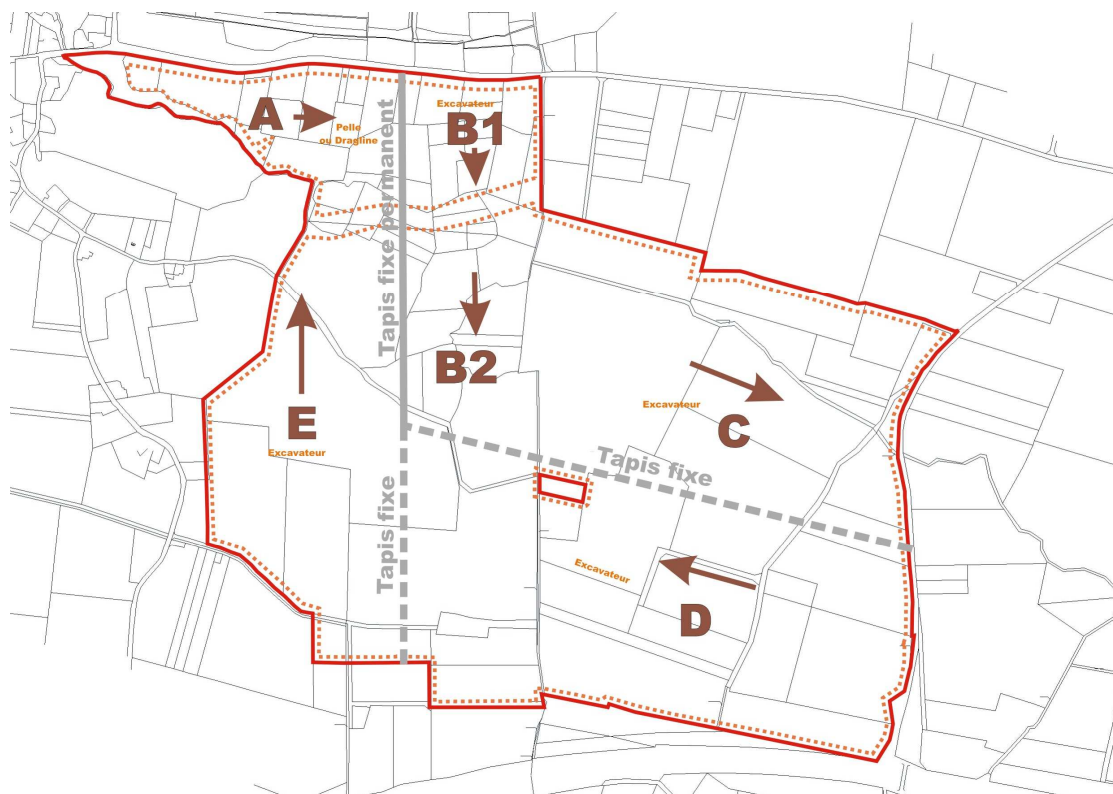 A
Pelle
ou Dragline
Excavateur
B1
Tapis fixe permanent
B2
E
Excavateur
Excavateur
C
Tapis fixe
Tapis fixe
Excavateur
D